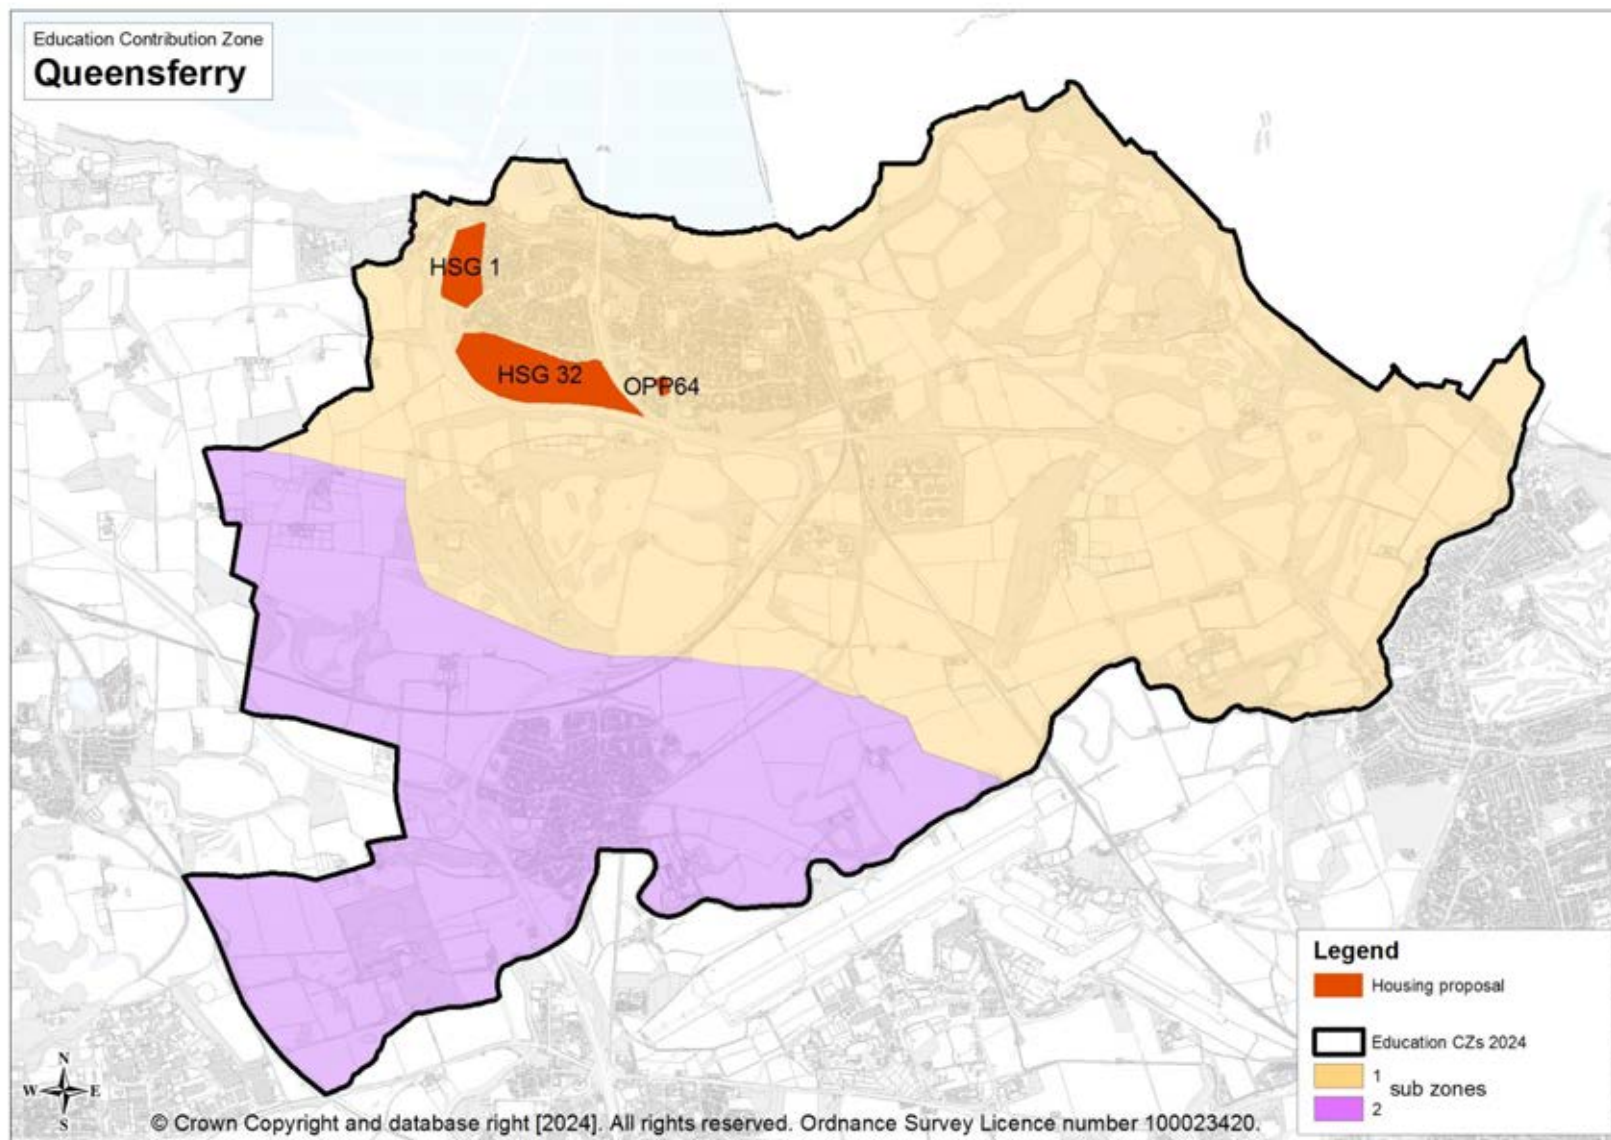 Education Contribution Zone
Queensferry
HSG 1
HSG 32
OPP64
Legend
Housing proposal
Education CZs 2024
1
sub zones
2
N
W E
S
© Crown Copyright and database right [2024]. All rights reserved. Ordnance Survey Licence number 100023420.